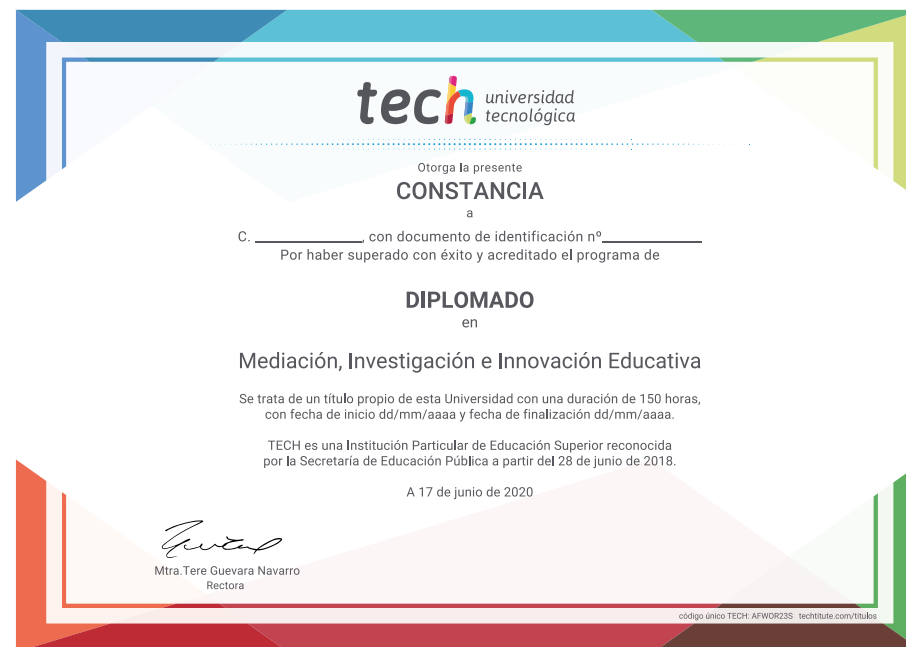 tech universidad
tecnológica
Otorga la presente
CONSTANCIA
a
C. ____________, con documento de identificación nº____________
Por haber superado con éxito y acreditado el programa de
DIPLOMADO
en
Mediación, Investigación e Innovación Educativa
Se trata de un título propio de esta Universidad con una duración de 150 horas,
con fecha de inicio dd/mm/aaaa y fecha de finalización dd/mm/aaaa.
TECH es una Institución Particular de Educación Superior reconocida
por la Secretaría de Educación Pública a partir del 28 de junio de 2018.
A 17 de junio de 2020
Mtra.Tere Guevara Navarro
Rectora
código único TECH: AFWOR23S techtitute.com/titulos